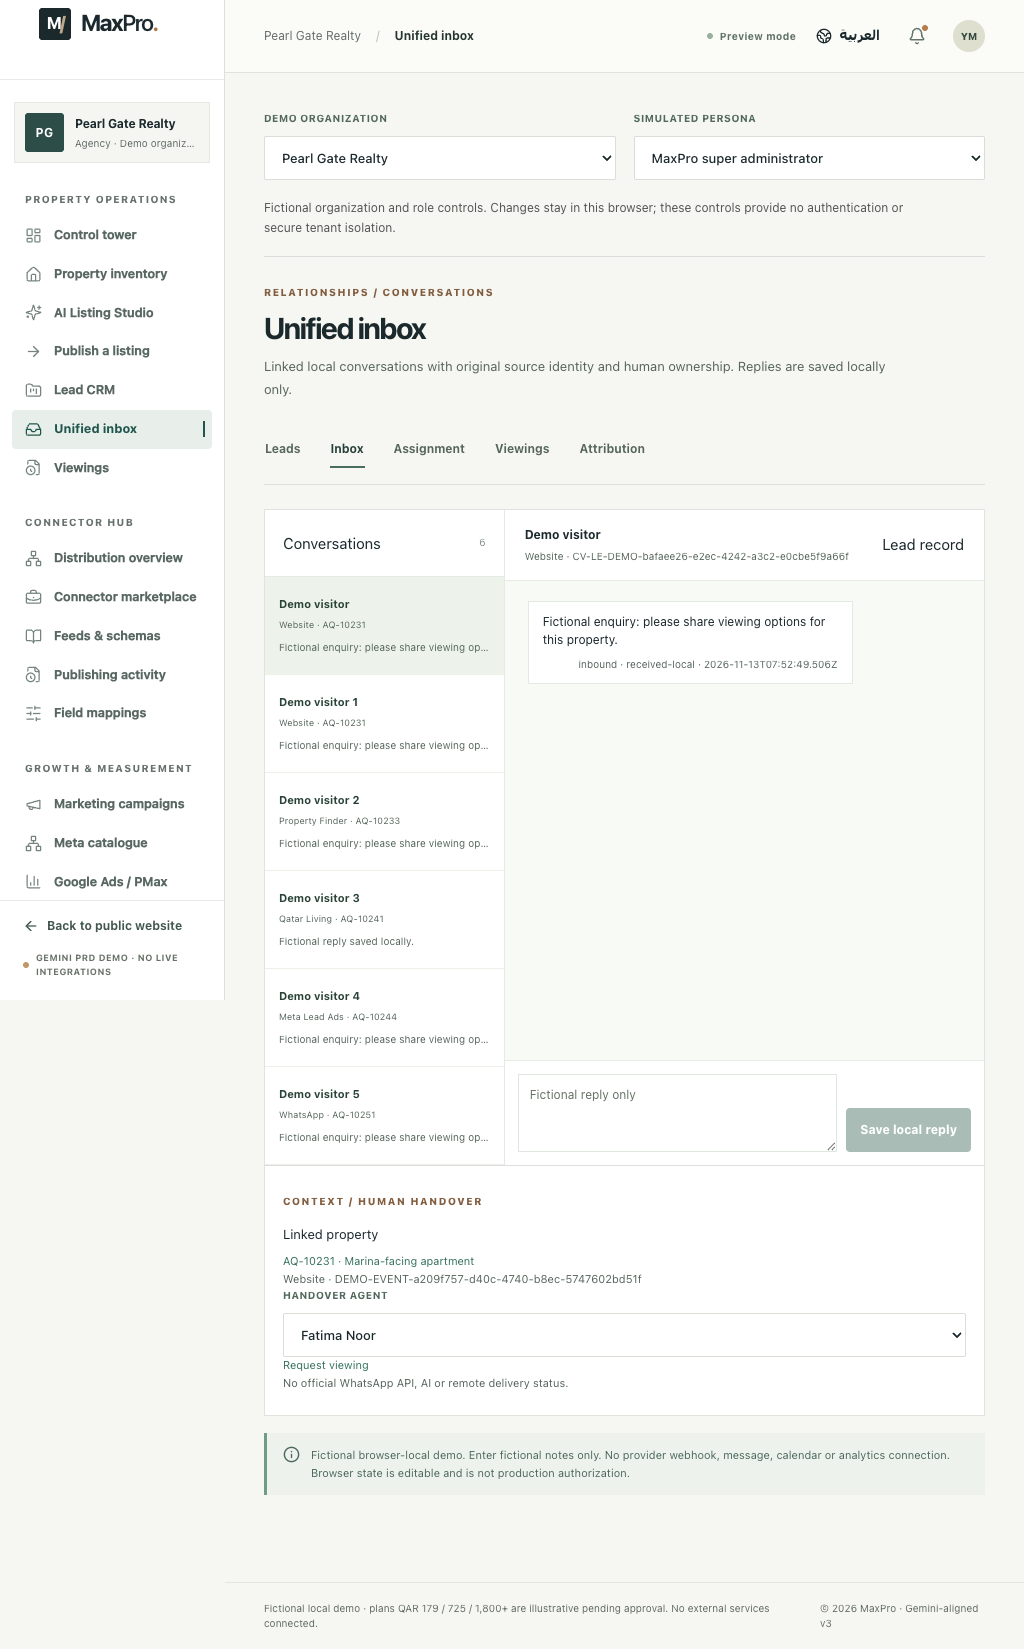 M/ MaxPro.
PG
Pearl Gate Realty
Agency · Demo organiz...
PROPERTY OPERATIONS
Control tower
Property inventory
AI Listing Studio
Publish a listing
Lead CRM
Unified inbox
Viewings
CONNECTOR HUB
Distribution overview
Connector marketplace
Feeds & schemas
Publishing activity
Field mappings
GROWTH & MEASUREMENT
Marketing campaigns
Meta catalogue
Google Ads / PMax
Back to public website
GEMINI PRD DEMO · NO LIVE
INTEGRATIONS
Pearl Gate Realty / Unified inbox
Preview mode
العربية
YM
DEMO ORGANIZATION
Pearl Gate Realty
SIMULATED PERSONA
MaxPro super administrator
Fictional organization and role controls. Changes stay in this browser; these controls provide no authentication or
secure tenant isolation.
RELATIONSHIPS / CONVERSATIONS
Unified inbox
Linked local conversations with original source identity and human ownership. Replies are saved locally
only.
Leads Inbox Assignment Viewings Attribution
Conversations 6
Demo visitor
Website · AQ-10231
Fictional enquiry: please share viewing op...
Demo visitor 1
Website · AQ-10231
Fictional enquiry: please share viewing op...
Demo visitor 2
Property Finder · AQ-10233
Fictional enquiry: please share viewing op...
Demo visitor 3
Qatar Living · AQ-10241
Fictional reply saved locally.
Demo visitor 4
Meta Lead Ads · AQ-10244
Fictional enquiry: please share viewing op...
Demo visitor 5
WhatsApp · AQ-10251
Fictional enquiry: please share viewing op...
Demo visitor
Website · CV-LE-DEMO-bafaee26-e2ec-4242-a3c2-e0cbe5f9a66f
Lead record
Fictional enquiry: please share viewing options for
this property.
inbound · received-local · 2026-11-13T07:52:49.506Z
Fictional reply only
Save local reply
CONTEXT / HUMAN HANDOVER
Linked property
AQ-10231 · Marina-facing apartment
Website · DEMO-EVENT-a209f757-d40c-4740-b8ec-5747602bd51f
HANDOVER AGENT
Fatima Noor
Request viewing
No official WhatsApp API, AI or remote delivery status.
Fictional browser-local demo. Enter fictional notes only. No provider webhook, message, calendar or analytics connection.
Browser state is editable and is not production authorization.
Fictional local demo · plans QAR 179 / 725 / 1,800+ are illustrative pending approval. No external services
connected.
© 2026 MaxPro · Gemini-aligned
v3